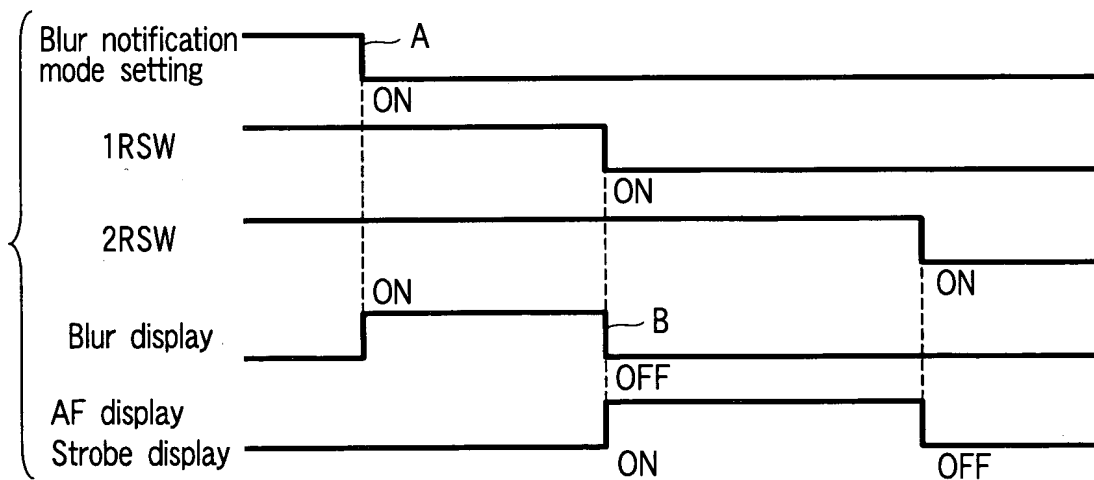 Blur notification
mode setting
A
ON
1RSW
ON
2RSW
ON
ON
Blur display
B
OFF
AF display
Strobe display
ON
OFF